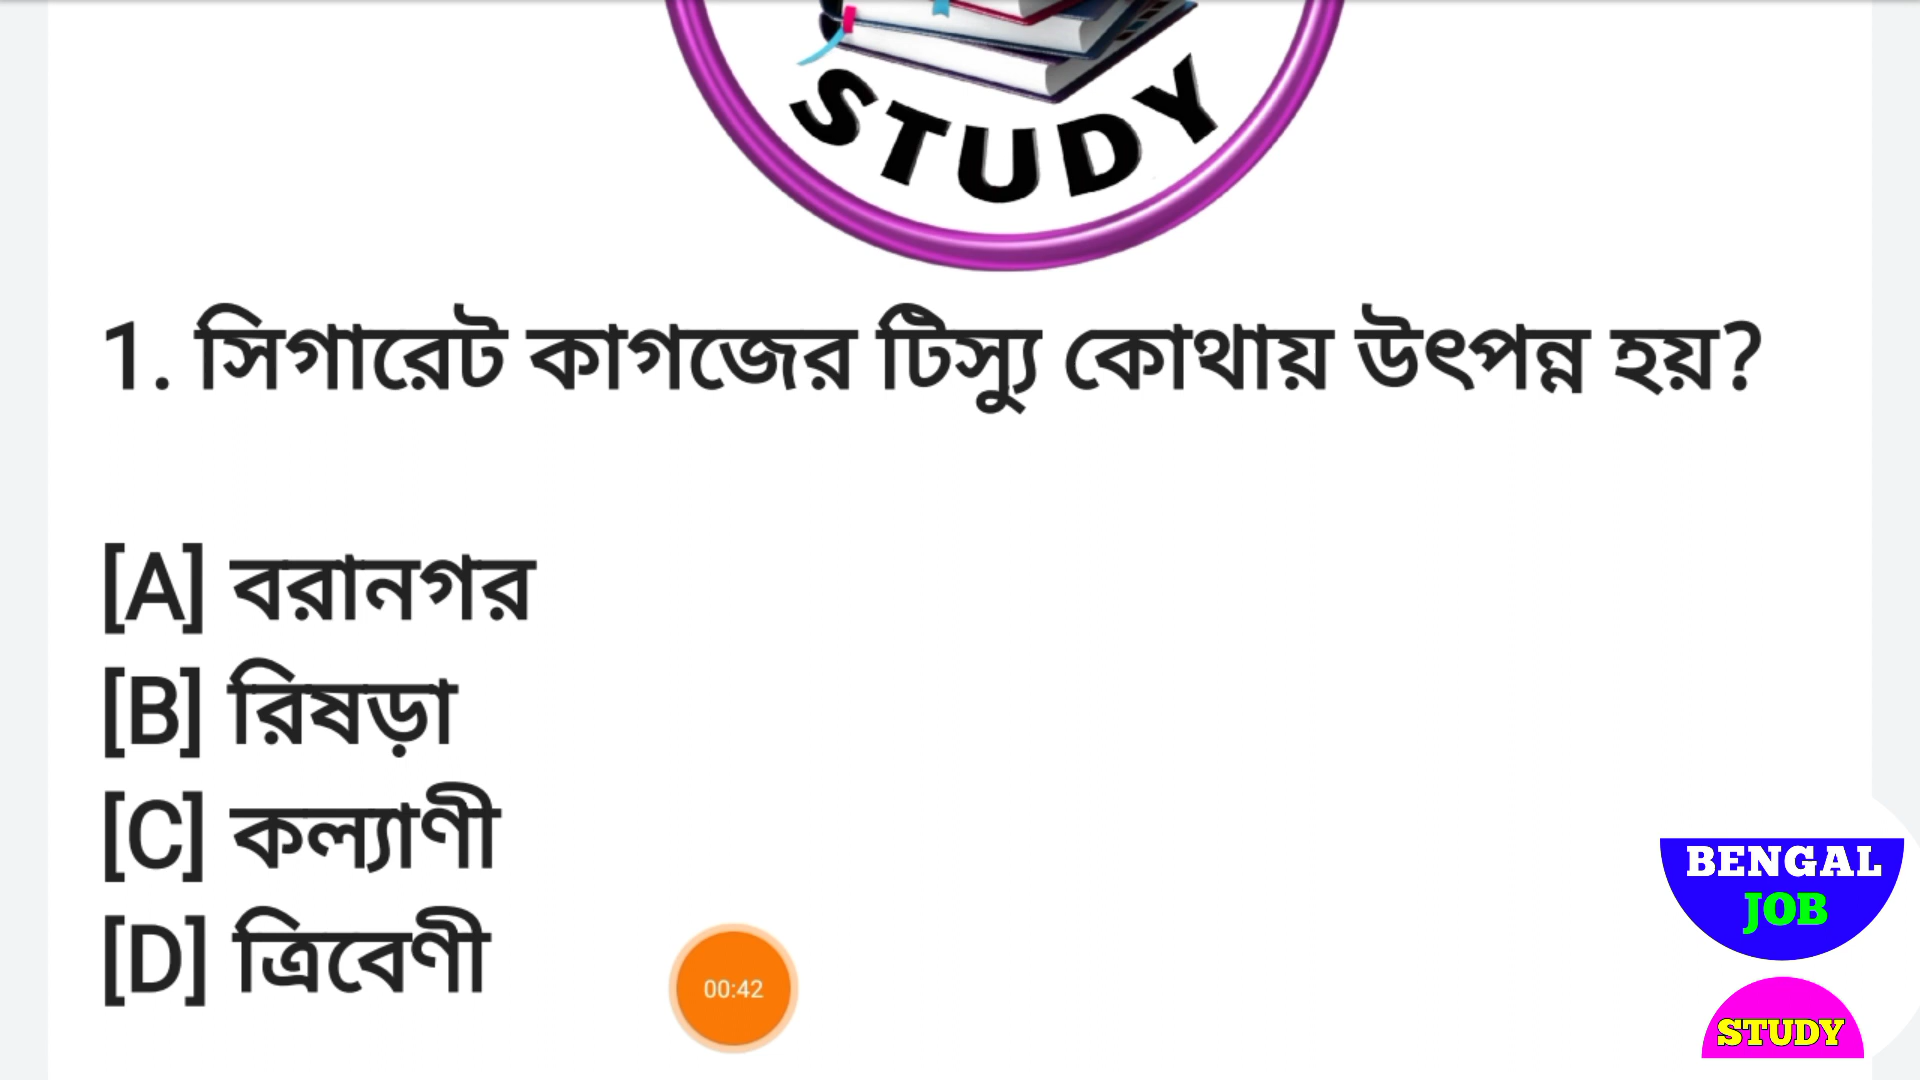 STUDY
1. সিগারেট কাগজের টিস্যু কোথায় উৎপন্ন হয়?
[A] বরানগর
[B] রিষড়া
[C] কল্যাণী
[D] ত্রিবেণী
00:42
BENGAL
JOB
STUDY